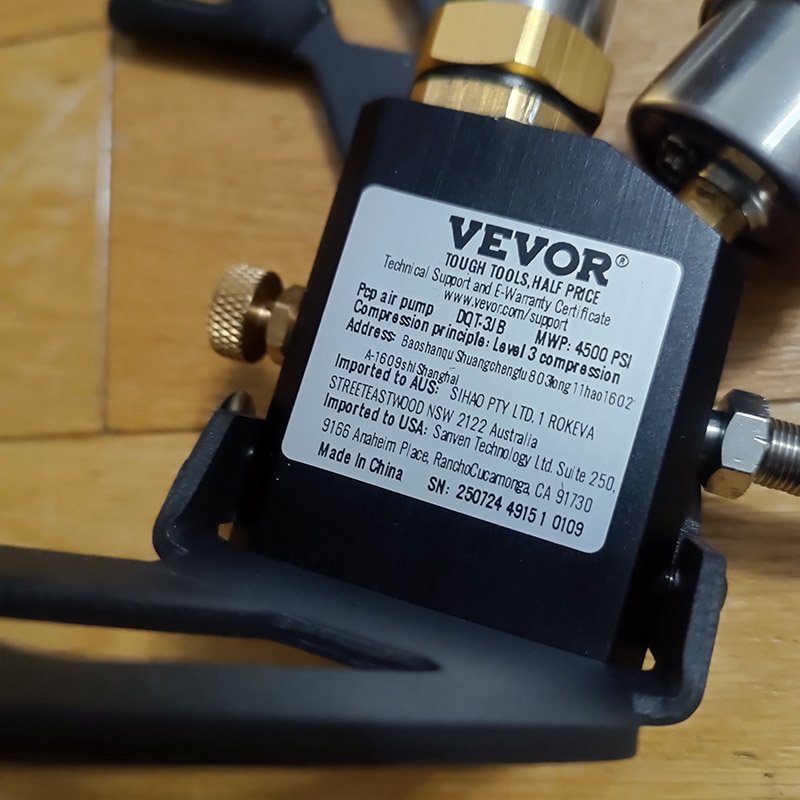 VEVOR®
TOUGH TOOLS, HALF PRICE
Technical Support and E-Warranty Certificate
www.vevor.com/support
Pcp air pump DQT-3JB MWP: 4500 PSI
Compression principle: Level 3 compression
Address: Baoshanqu Shuangchenglu 803long 11hao1602
A-1609shi Shanghai
Imported to AUS: SIHAO PTY LTD. 1 ROKEVA
STREETEASTWOOD NSW 2122 Australia
Imported to USA: Sanven Technology Ltd. Suite 250,
9166 Anaheim Place, RanchoCucamonga, CA 91730
Made In China SN: 250724 49151 0109